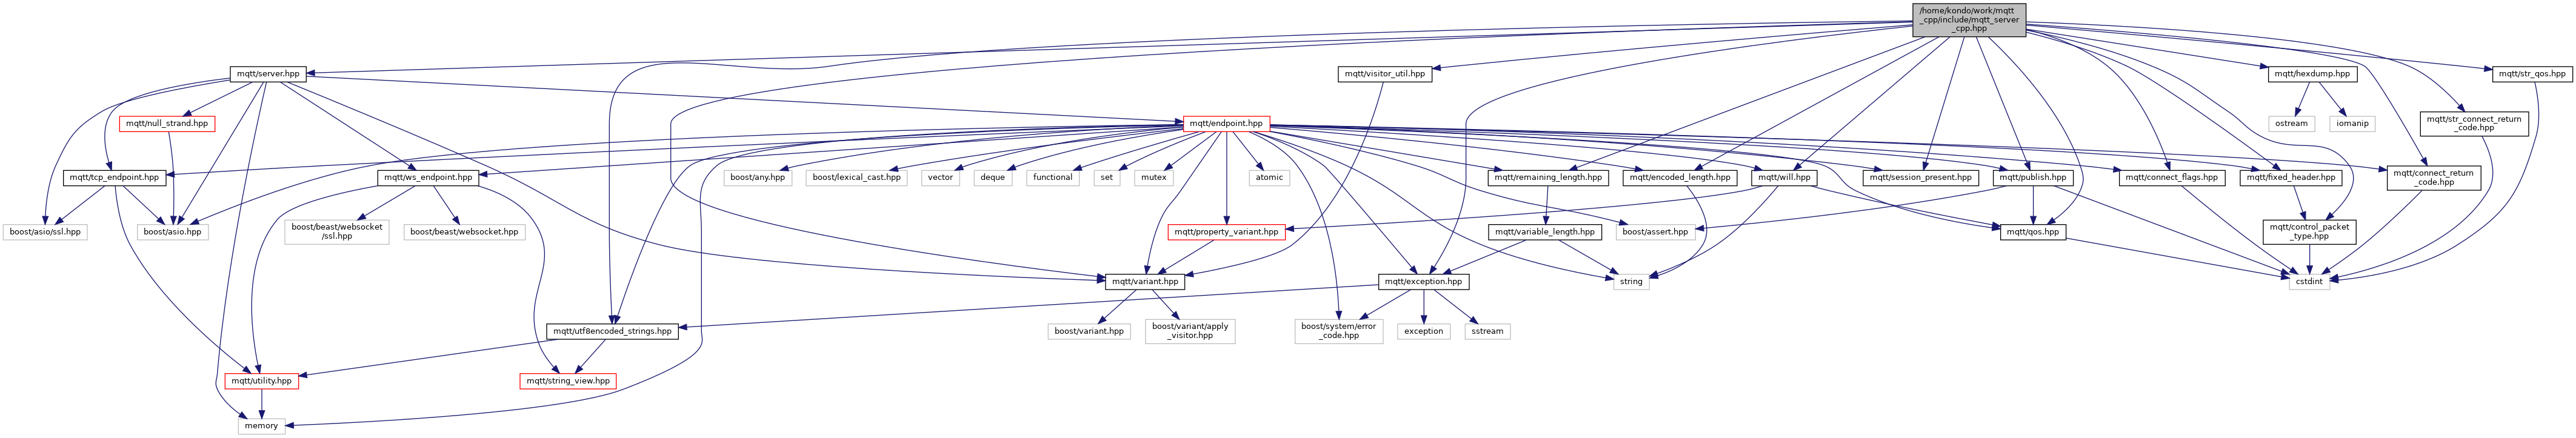 /home/kondo/work/mqtt
_cpp/include/mqtt_server
_cpp.hpp
mqtt/server.hpp
mqtt/visitor_util.hpp
mqtt/hexdump.hpp
mqtt/str_qos.hpp
mqtt/null_strand.hpp
mqtt/endpoint.hpp
ostream
iomanip
mqtt/str_connect_return
_code.hpp
mqtt/tcp_endpoint.hpp
mqtt/ws_endpoint.hpp
boost/any.hpp
boost/lexical_cast.hpp
vector
deque
functional
set
mutex
atomic
mqtt/remaining_length.hpp
mqtt/encoded_length.hpp
mqtt/will.hpp
mqtt/session_present.hpp
mqtt/publish.hpp
mqtt/connect_flags.hpp
mqtt/fixed_header.hpp
mqtt/connect_return
_code.hpp
boost/asio/ssl.hpp
boost/asio.hpp
boost/beast/websocket
/ssl.hpp
boost/beast/websocket.hpp
mqtt/property_variant.hpp
mqtt/variable_length.hpp
boost/assert.hpp
mqtt/qos.hpp
mqtt/control_packet
_type.hpp
mqtt/variant.hpp
mqtt/exception.hpp
string
cstdint
mqtt/utf8encoded_strings.hpp
boost/variant.hpp
boost/variant/apply
_visitor.hpp
boost/system/error
_code.hpp
exception
sstream
mqtt/utility.hpp
mqtt/string_view.hpp
memory